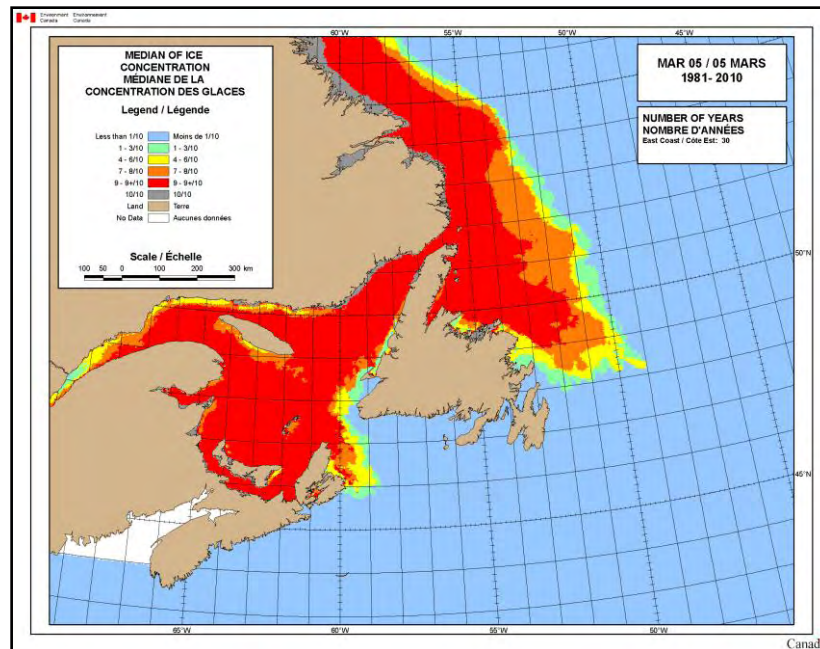 Environment Environnement
Canada Canada
60°W 55°W 50°W 45°W
MEDIAN OF ICE
CONCENTRATION
MÉDIANE DE LA
CONCENTRATION DES GLACES
Legend / Légende
Less than 1/10 Moins de 1/10
1 - 3/10 1 - 3/10
4 - 6/10 4 - 6/10
7 - 8/10 7 - 8/10
9 - 9+/10 9 - 9+/10
10/10 10/10
Land Terre
No Data Aucunes données
Scale / Échelle
100 50 0 100 200 300 km
MAR 05 / 05 MARS
1981- 2010
NUMBER OF YEARS
NOMBRE D'ANNÉES
East Coast / Côte Est: 30
50°N
45°N
65°W 60°W 55°W 50°W
Canad